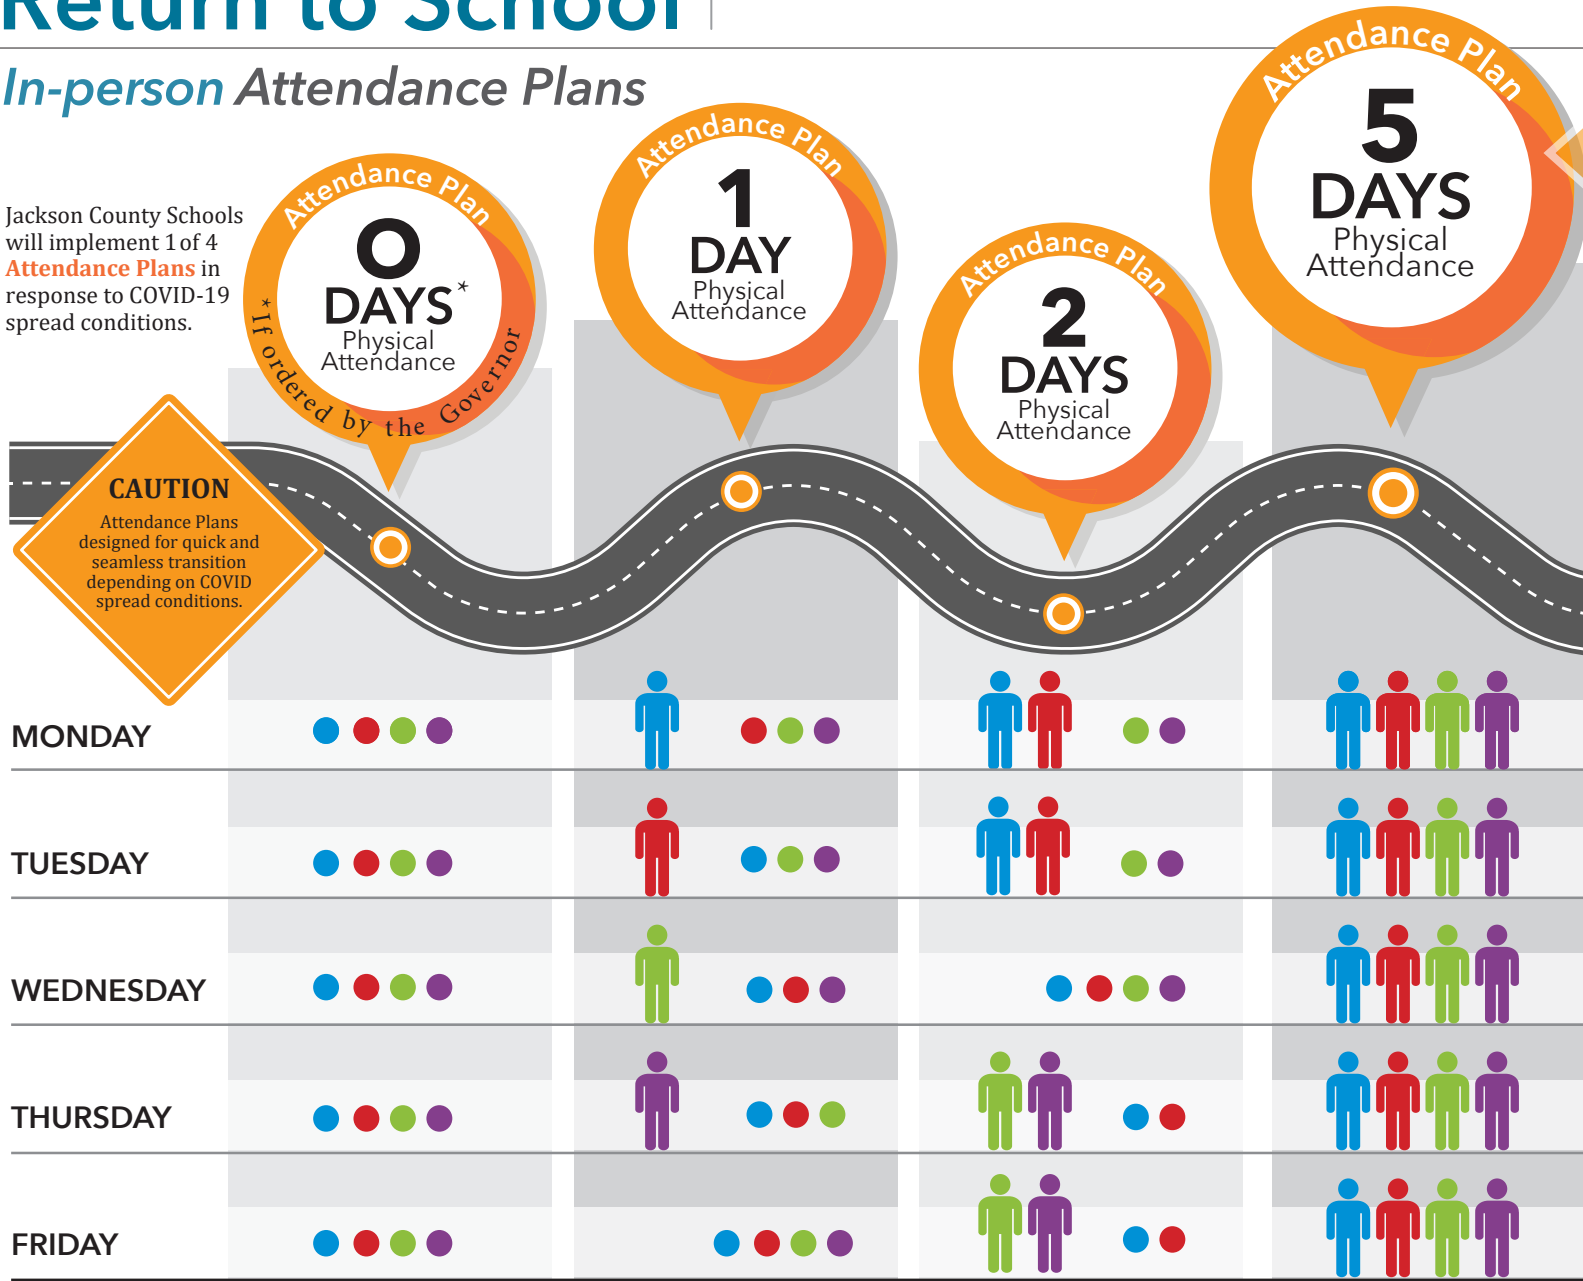 Return to School
In-person Attendance Plans
Jackson County Schools
will implement 1 of 4
Attendance Plans in
response to COVID-19
spread conditions.
Attendance Plan
0
DAYS*
Physical
Attendance
*If ordered by the Governor
Attendance Plan
1
DAY
Physical
Attendance
Attendance Plan
2
DAYS
Physical
Attendance
Attendance Plan
5
DAYS
Physical
Attendance
CAUTION
Attendance Plans
designed for quick and
seamless transition
depending on COVID
spread conditions.
MONDAY
TUESDAY
WEDNESDAY
THURSDAY
FRIDAY